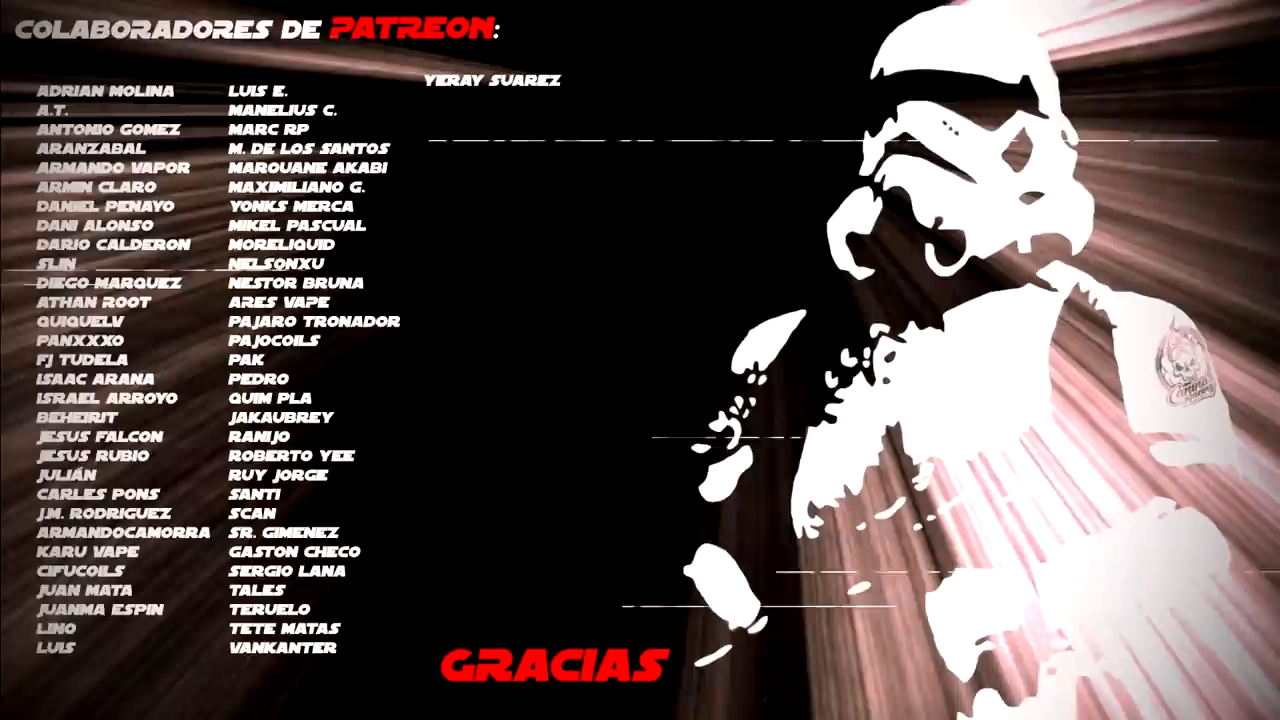 COLABORADORES DE PATREON:
ADRIAN MOLINA
A.T.
ANTONIO GOMEZ
ARANZABAL
ARMANDO VAPOR
ARMIN CLARO
DANIEL PENAYO
DANI ALONSO
DARIO CALDERON
SLIN
DIEGO MARQUEZ
ATHAN ROOT
QUIQUELV
PANXXXO
FJ TUDELA
ISAAC ARANA
ISRAEL ARROYO
BEHEIRIT
JESUS FALCON
JESUS RUBIO
JULIÁN
CARLES PONS
J.M. RODRIGUEZ
ARMANDOCAMORRA
KARU VAPE
CIFUCOILS
JUAN MATA
JUANMA ESPIN
LINO
LUIS
LUIS E.
MANELIUS C.
MARC RP
M. DE LOS SANTOS
MAROUANE AKABI
MAXIMILIANO G.
YONKS MERCA
MIKEL PASCUAL
MORELIQUID
NELSONXU
NESTOR BRUNA
ARES VAPE
PAJARO TRONADOR
PAJOCOILS
PAK
PEDRO
QUIM PLA
JAKAUBREY
RANIJO
ROBERTO YEE
RUY JORGE
SANTI
SCAN
SR. GIMENEZ
GASTON CHECO
SERGIO LANA
TALES
TERUELO
TETE MATAS
VANKANTER
YERAY SUAREZ
GRACIAS